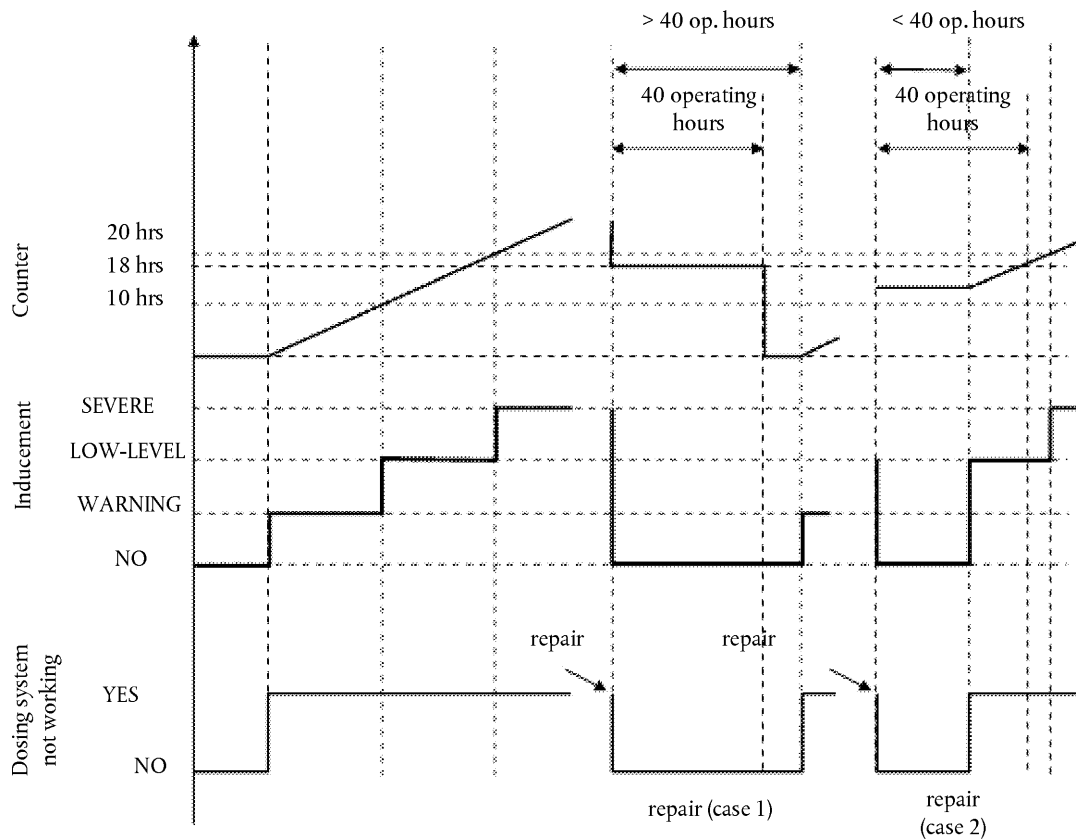 > 40 op. hours
< 40 op. hours
40 operating
hours
40 operating
hours
Counter
20 hrs
18 hrs
10 hrs
Inducement
SEVERE
LOW-LEVEL
WARNING
NO
Dosing system
not working
YES
NO
repair
repair
repair (case 1)
repair
(case 2)